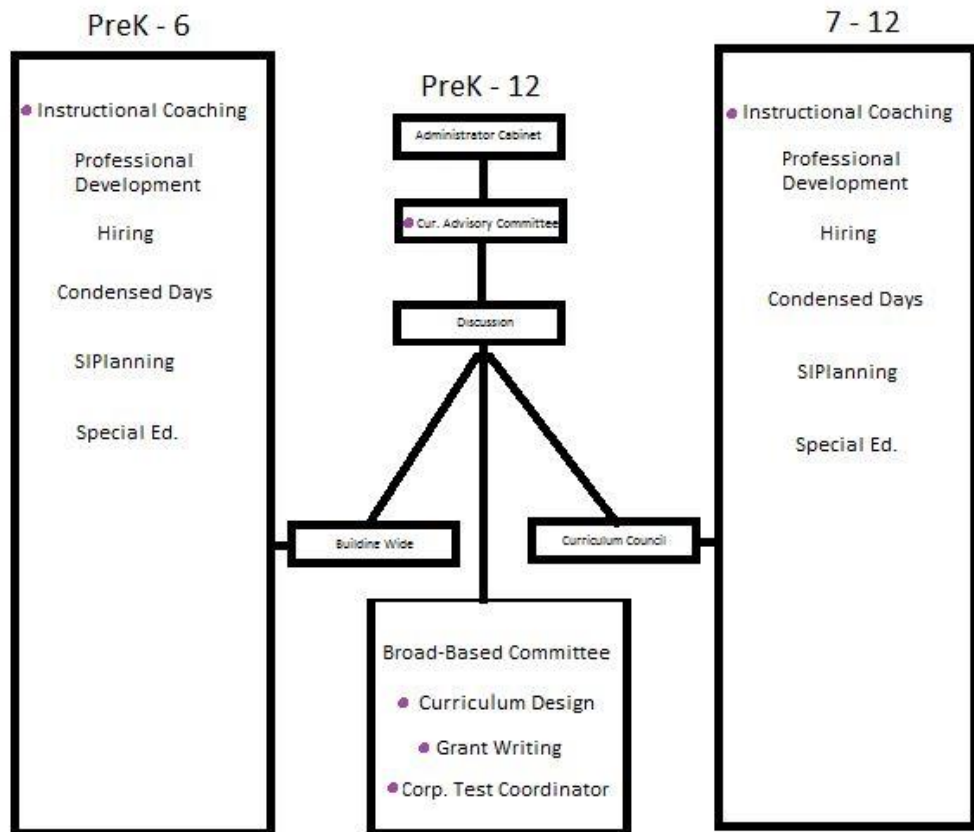 PreK - 6
Instructional Coaching
Professional
Development
Hiring
Condensed Days
SIPlanning
Special Ed.
PreK - 12
Administrator Cabinet
Cur. Advisory Committee
Discussion
Buildine Wide
Curriculum Council
Broad-Based Committee
Curriculum Design
Grant Writing
Corp. Test Coordinator
7 - 12
Instructional Coaching
Professional
Development
Hiring
Condensed Days
SIPlanning
Special Ed.